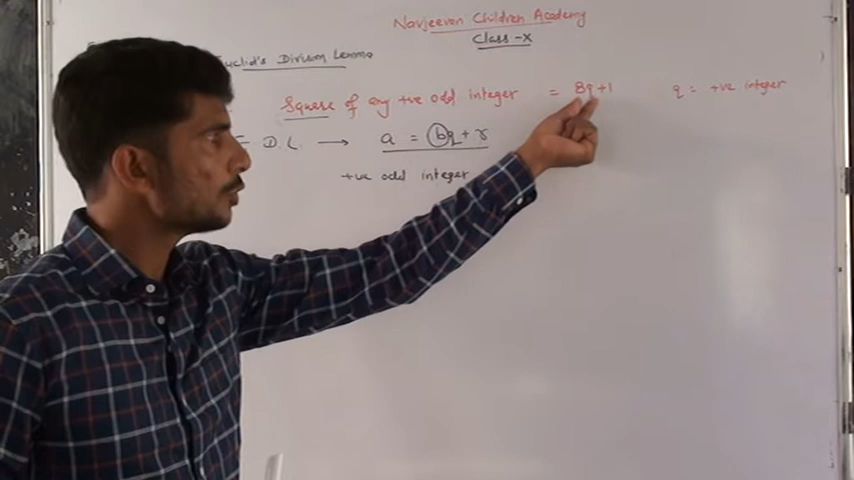 Navjeevan Children Academy
Class-X
Euclid's Division Lemma
Square of any +ve odd integer = 8q+1 q = +ve integer
D.L. → a = bq + r
+ve odd integer